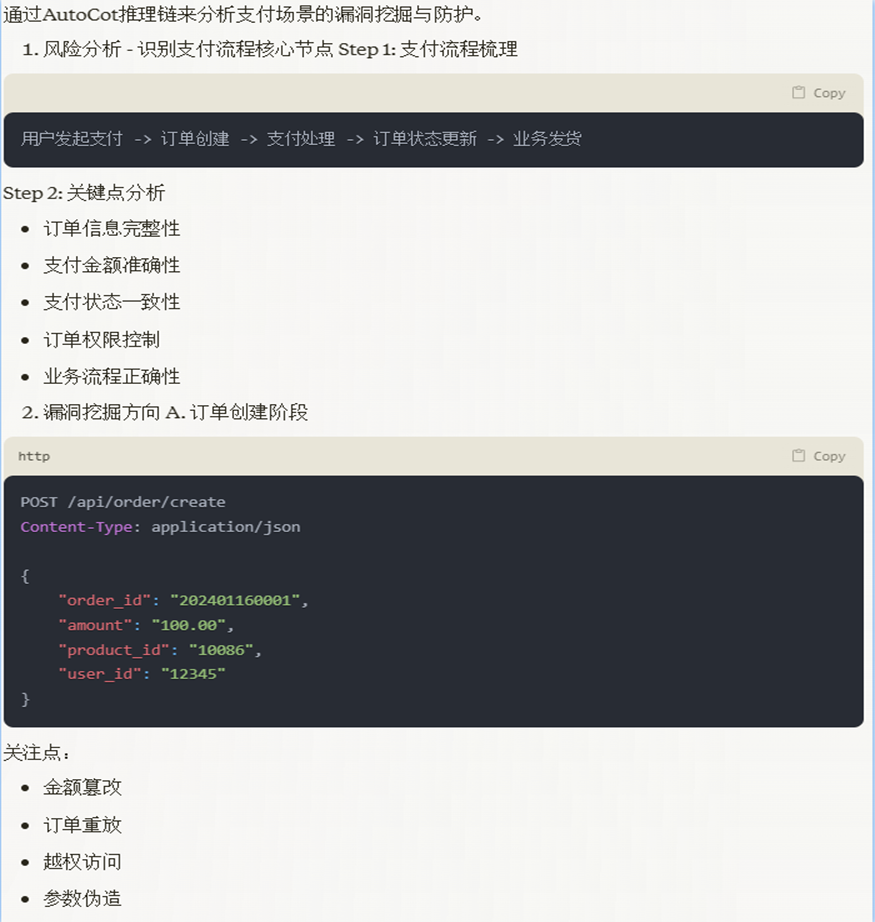 通过AutoCot推理链来分析支付场景的漏洞挖掘与防护。
1. 风险分析 - 识别支付流程核心节点 Step 1: 支付流程梳理
Copy
用户发起支付 -> 订单创建 -> 支付处理 -> 订单状态更新 -> 业务发货
Step 2: 关键点分析
• 订单信息完整性
• 支付金额准确性
• 支付状态一致性
• 订单权限控制
• 业务流程正确性
2. 漏洞挖掘方向 A. 订单创建阶段
http Copy
POST /api/order/create
Content-Type: application/json
{
"order_id": "202401160001",
"amount": "100.00",
"product_id": "10086",
"user_id": "12345"
}
关注点：
• 金额篡改
• 订单重放
• 越权访问
• 参数伪造